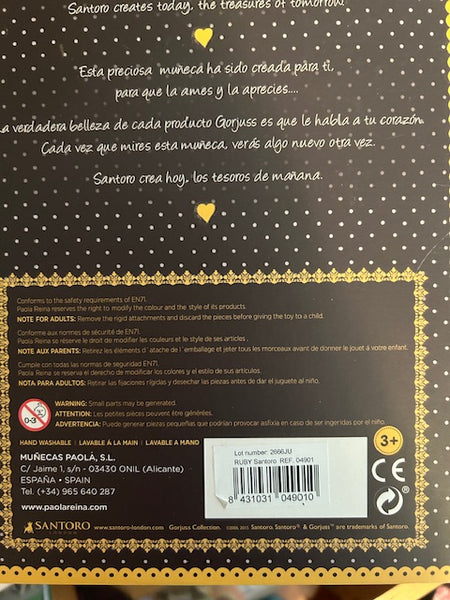 Santoro creates today, the treasures of tomorrow.
Esta preciosa muñeca ha sido creada para ti,
para que la ames y la aprecies....
La verdadera belleza de cada producto Gorjuss es que le habla a tu corazón.
Cada vez que mires esta muñeca, verás algo nuevo otra vez.
Santoro crea hoy, los tesoros de mañana.
Conforms to the safety requirements of EN71.
Paola Reina reserves the right to modify the colour and the style of its products.
NOTE FOR ADULTS: Remove the rigid attachments and discard the pieces before giving the toy to a child.
Conforme aux normes de sécurité de EN71.
Paola Reina se réserve le droit de modifier les couleurs et le style de ses articles.
NOTE AUX PARENTS: Retirez les éléments d´attache de l´emballage et jeter tous les morceaux avant de dormer le jouet à votre enfant.
Cumple con todas las normas de seguridad EN71.
Paola Reina se reserva el derecho de modificar los colores y el estilo de sus artículos.
NOTA PARA ADULTOS: Retirar las fijaciones rígidas y desechar las piezas antes de dar el juguete al niño.
0-3
WARNING: Small parts may be generated.
ATTENTION: Les petites pièces peuvent être générées.
ADVERTENCIA: Puede generar piezas pequeñas que podrían provocar asfixia en caso de ser ingeridas por el niño.
HAND WASHABLE | LAVABLE À LA MAIN | LAVABLE A MANO
MUÑECAS PAOLÁ, S.L.
C/ Jaime 1, s/n - 03430 ONIL (Alicante)
ESPAÑA • SPAIN
Tel. (+34) 965 640 287
www.paolareina.com
Lot number: 2666JU
RUBY Santoro REF. 04901
8 431031 049010
3+
CE
®
SANTORO
LONDON
www.santoro-london.com Gorjuss Collection. ©2006, 2015 Santoro, Santoro® & Gorjuss™ are trademarks of Santoro.